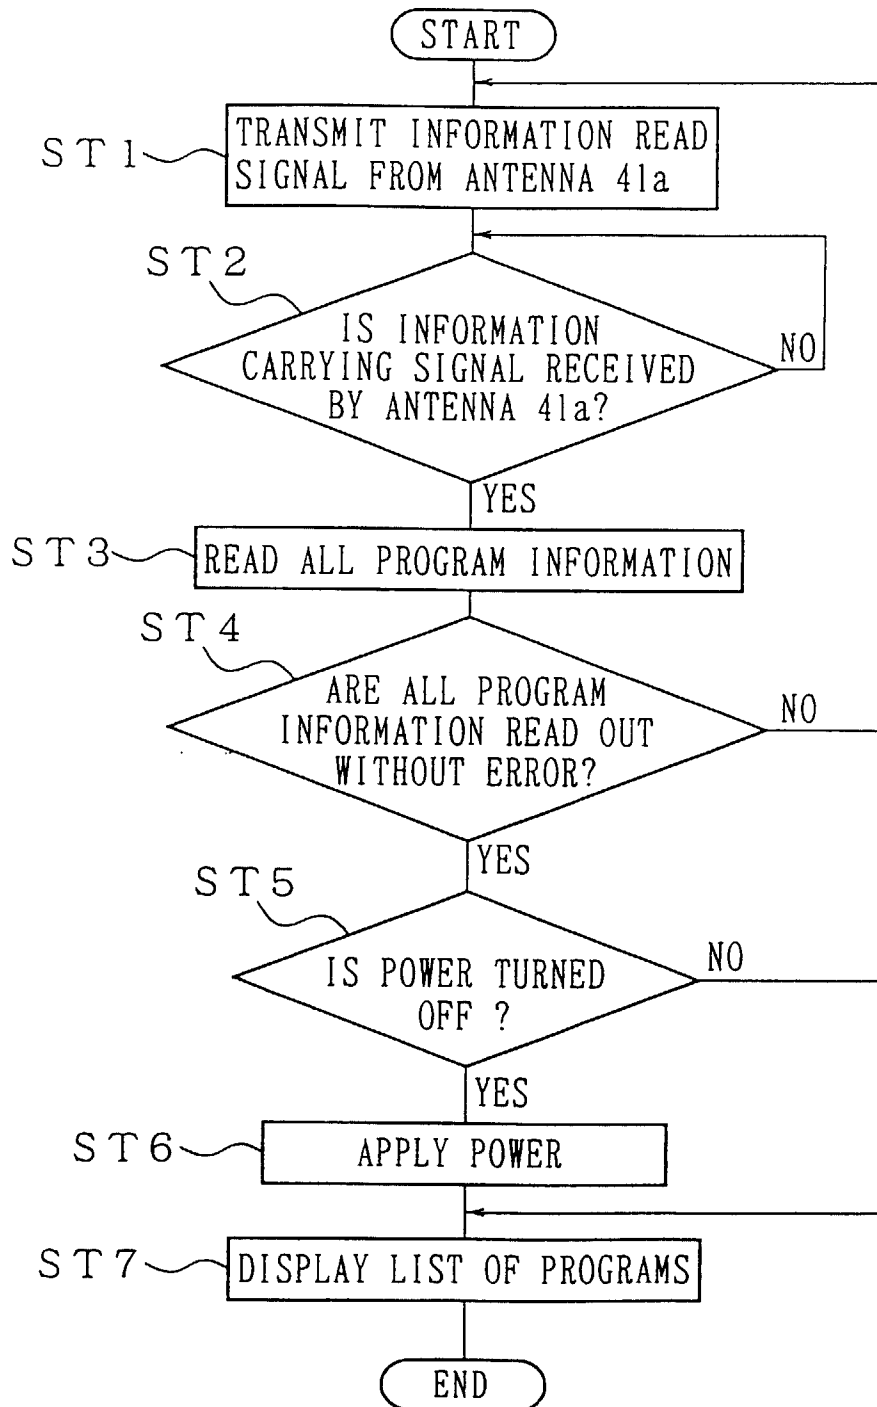 START
TRANSMIT INFORMATION READ
SIGNAL FROM ANTENNA 41a
ST1
ST2
IS INFORMATION
CARRYING SIGNAL RECEIVED
BY ANTENNA 41a?
NO
YES
ST3
READ ALL PROGRAM INFORMATION
ST4
ARE ALL PROGRAM
INFORMATION READ OUT
WITHOUT ERROR?
NO
YES
ST5
IS POWER TURNED
OFF ?
NO
YES
ST6
APPLY POWER
ST7
DISPLAY LIST OF PROGRAMS
END